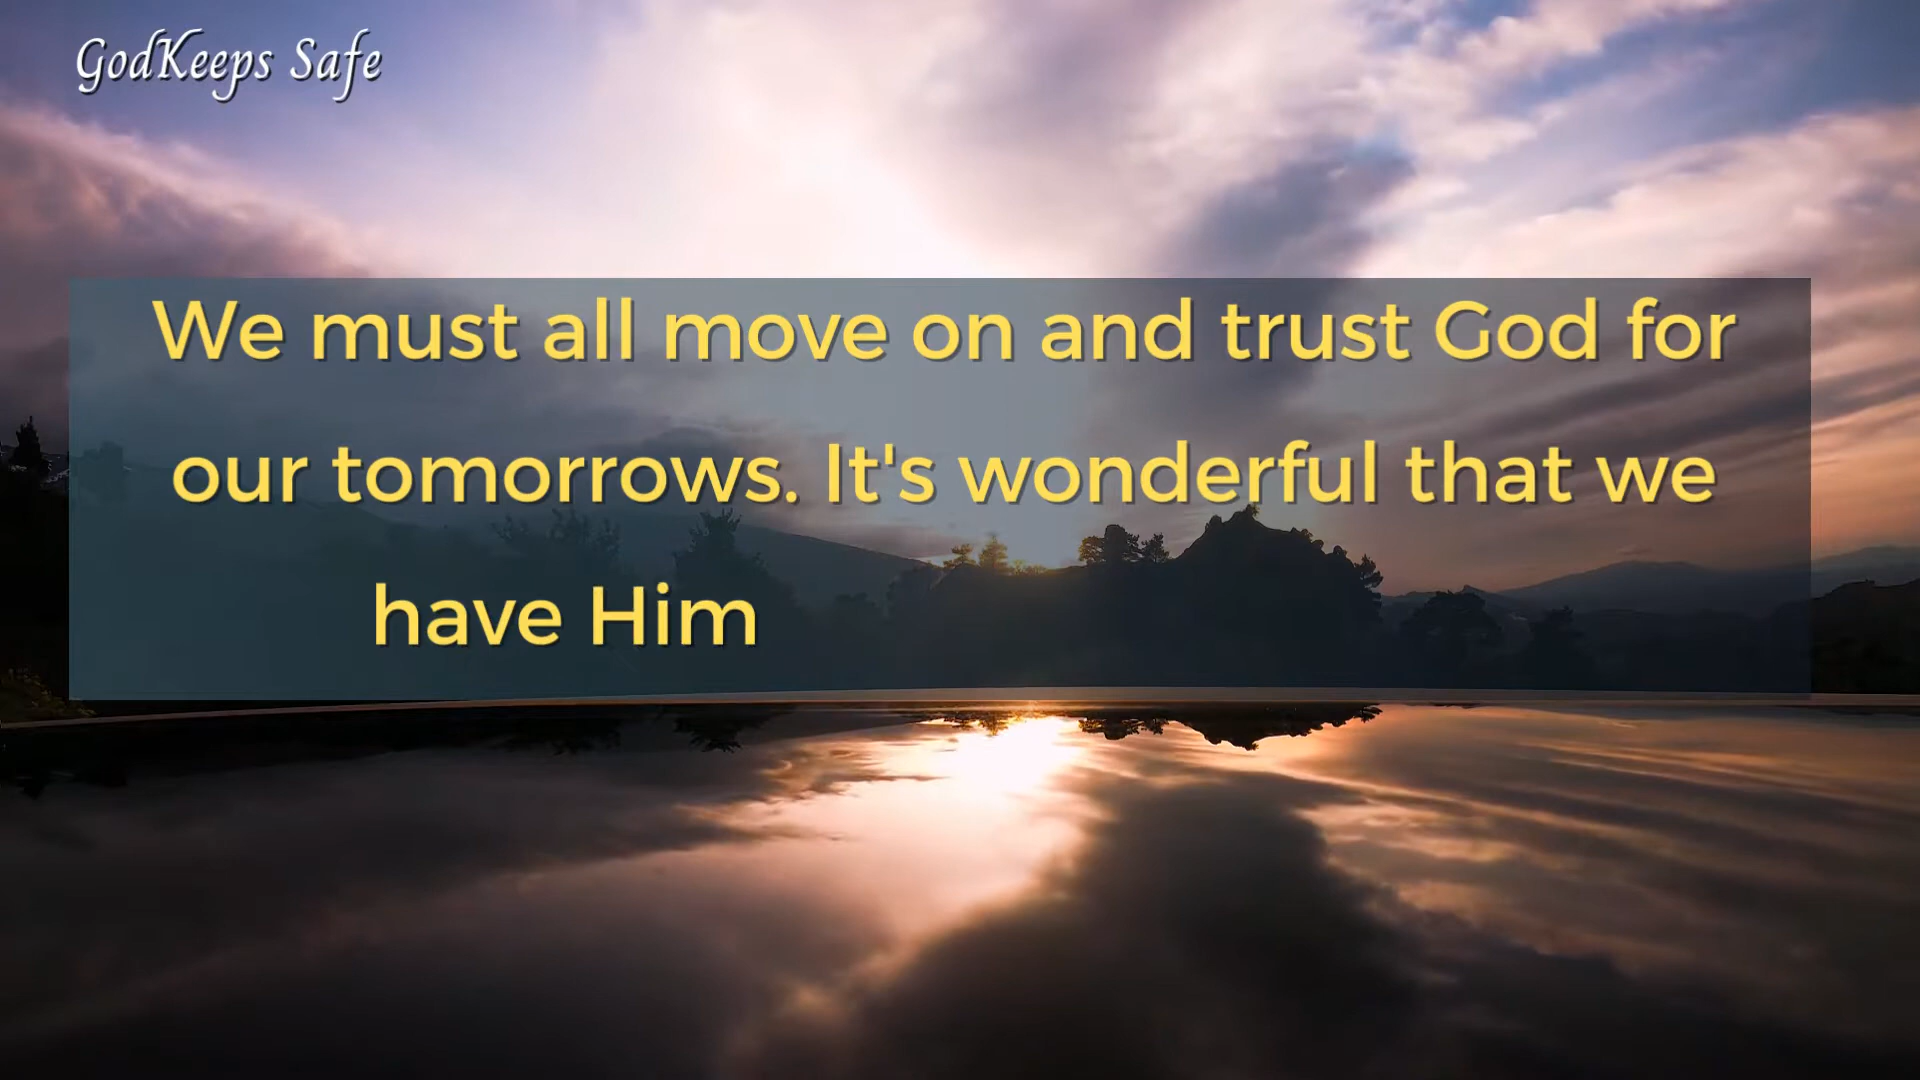 GodKeeps Safe
We must all move on and trust God for
our tomorrows. It's wonderful that we
have Him